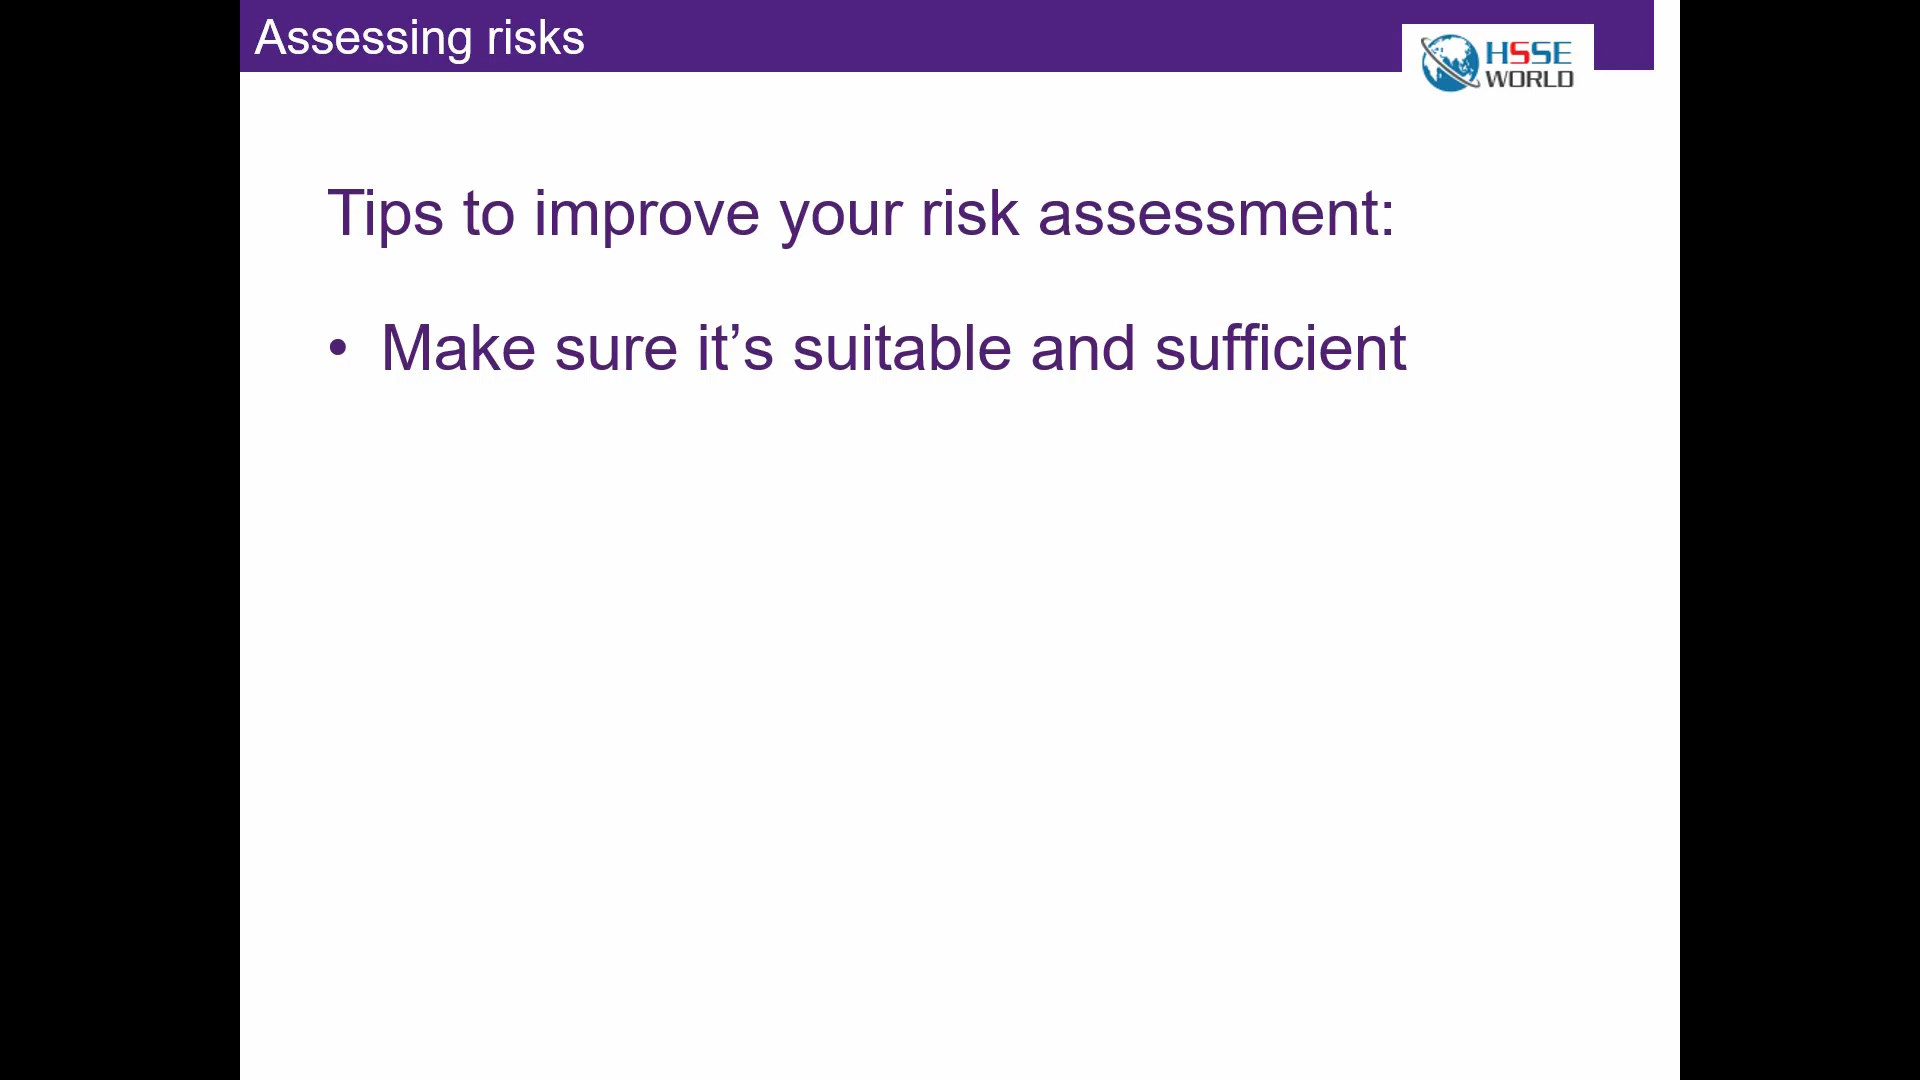 Assessing risks
HSSE
WORLD
Tips to improve your risk assessment:
• Make sure it’s suitable and sufficient